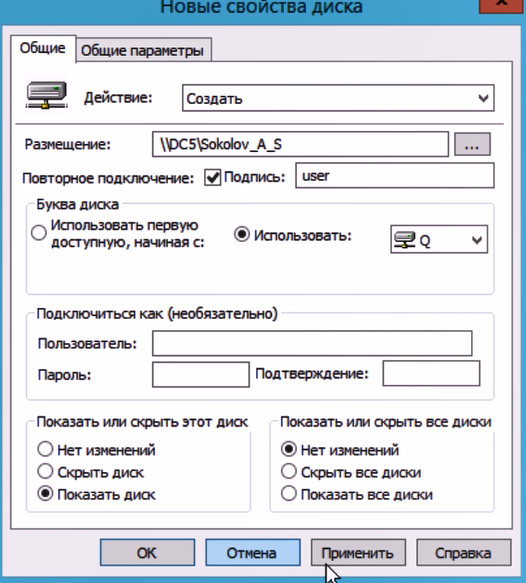 Новые свойства диска
x
Общие
Общие параметры
Действие: Создать
Размещение: \\DC5\Sokolov_A_S ...
Повторное подключение: Подпись: user
Буква диска
Использовать первую
доступную, начиная с:
Использовать: Q
Подключиться как (необязательно)
Пользователь:
Пароль: Подтверждение:
Показать или скрыть этот диск
Нет изменений
Скрыть диск
Показать диск
Показать или скрыть все диски
Нет изменений
Скрыть все диски
Показать все диски
ОК Отмена Применить Справка